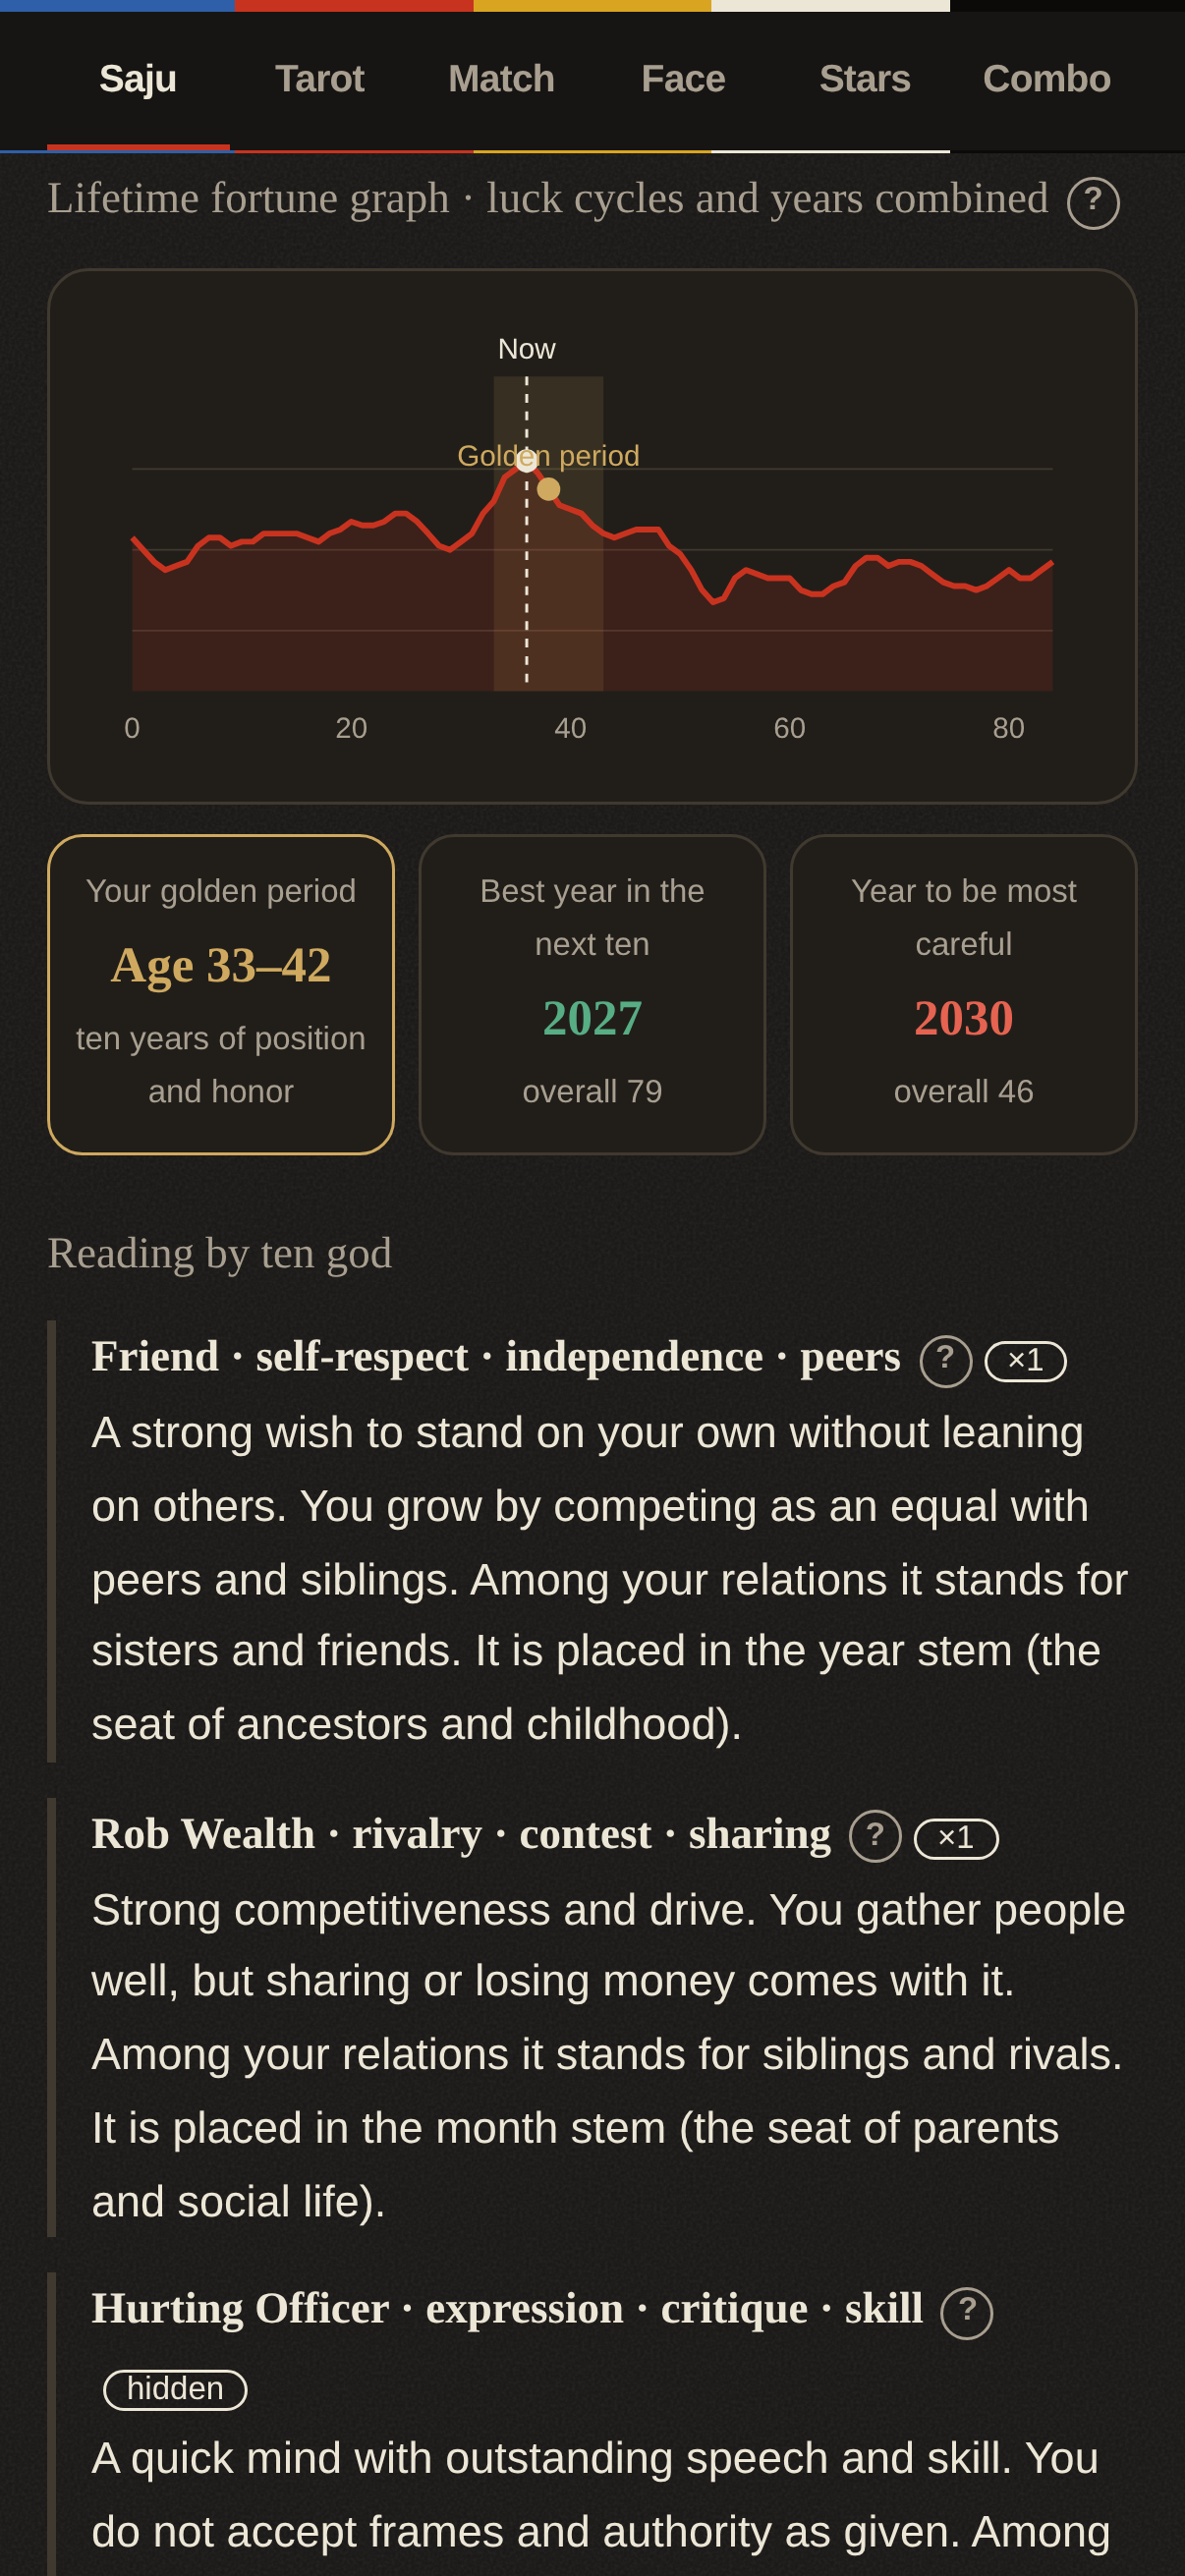 Saju Tarot Match Face Stars Combo
Lifetime fortune graph · luck cycles and years combined ?
Now
Golden period
0 20 40 60 80
Your golden period
Age 33–42
ten years of position
and honor
Best year in the
next ten
2027
overall 79
Year to be most
careful
2030
overall 46
Reading by ten god
Friend · self-respect · independence · peers ? ×1
A strong wish to stand on your own without leaning
on others. You grow by competing as an equal with
peers and siblings. Among your relations it stands for
sisters and friends. It is placed in the year stem (the
seat of ancestors and childhood).
Rob Wealth · rivalry · contest · sharing ? ×1
Strong competitiveness and drive. You gather people
well, but sharing or losing money comes with it.
Among your relations it stands for siblings and rivals.
It is placed in the month stem (the seat of parents
and social life).
Hurting Officer · expression · critique · skill ?
hidden
A quick mind with outstanding speech and skill. You
do not accept frames and authority as given. Among